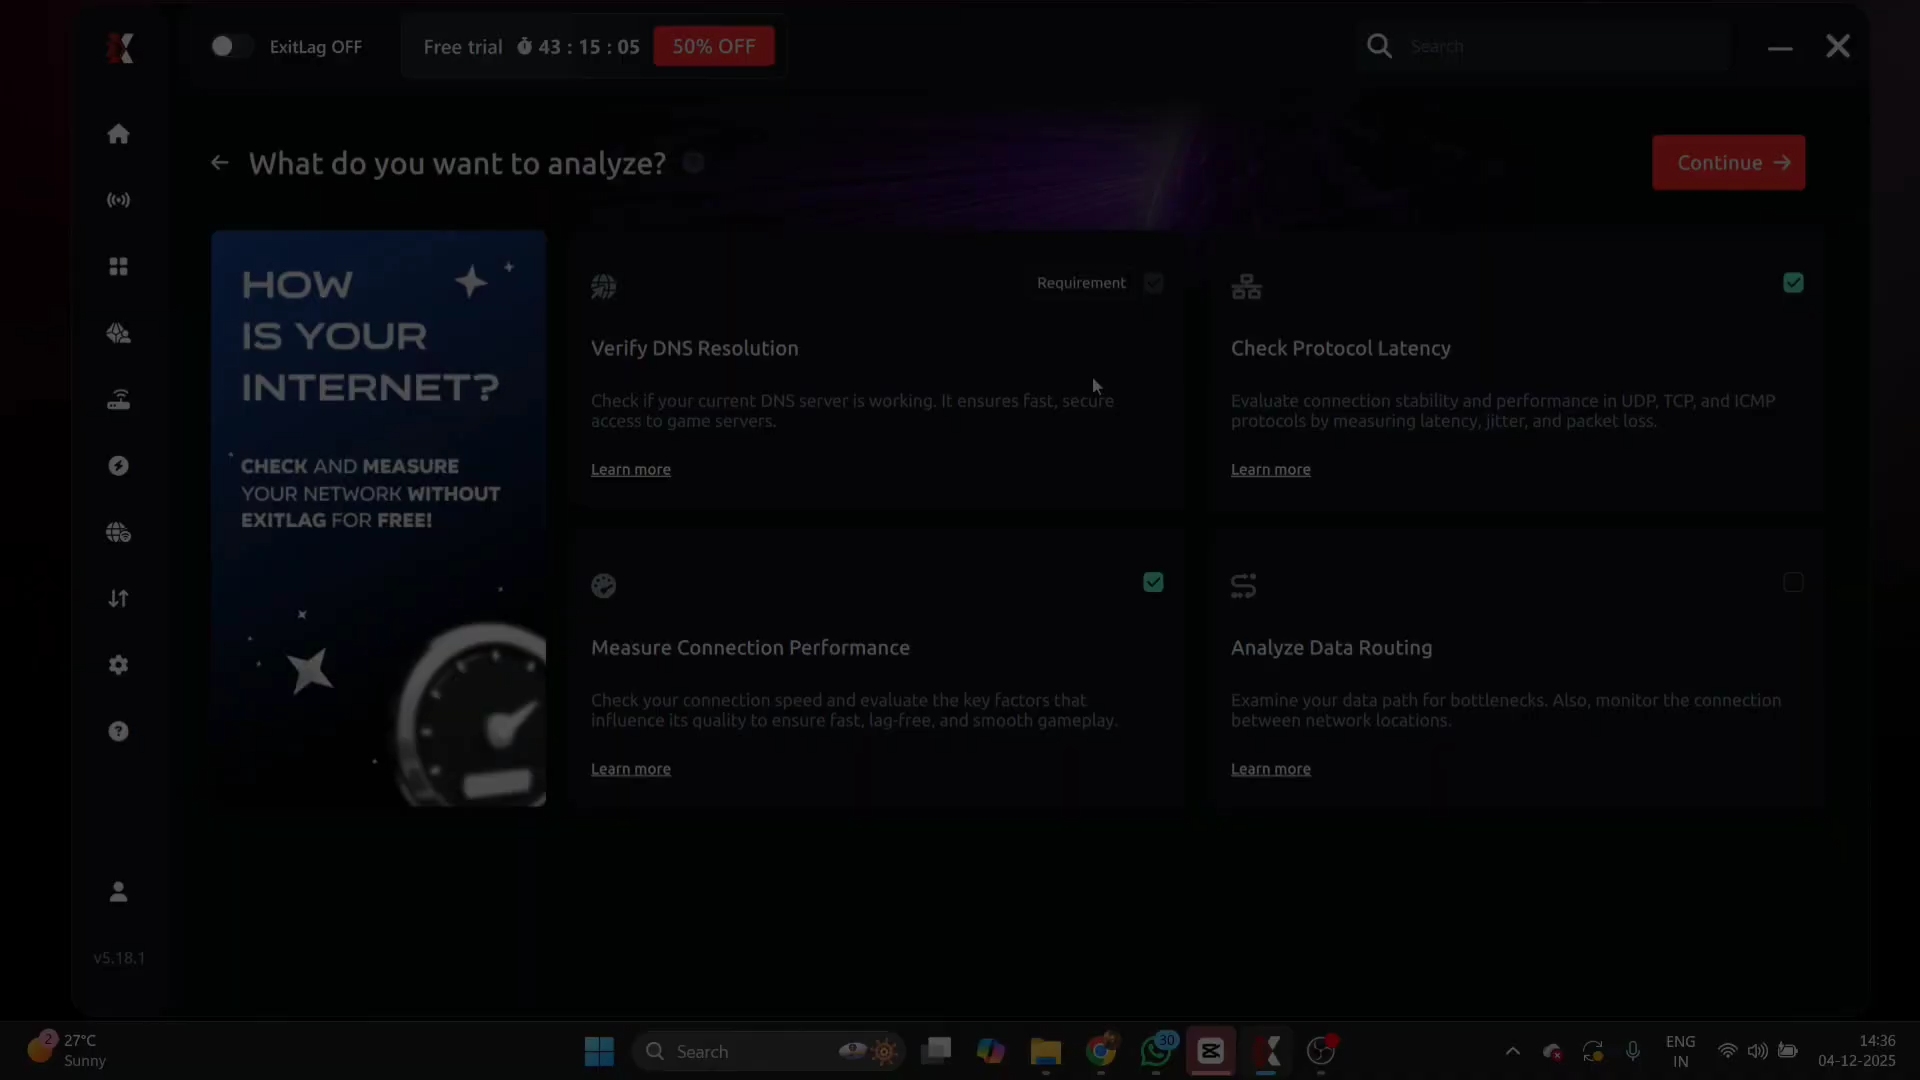 ExitLag OFF
Free trial 43 : 15 : 05 50% OFF
Search
What do you want to analyze?
Continue
HOW
IS YOUR
INTERNET?
CHECK AND MEASURE
YOUR NETWORK WITHOUT
EXITLAG FOR FREE!
Requirement
Verify DNS Resolution
Check if your current DNS server is working. It ensures fast, secure
access to game servers.
Learn more
Check Protocol Latency
Evaluate connection stability and performance in UDP, TCP, and ICMP
protocols by measuring latency, jitter, and packet loss.
Learn more
Measure Connection Performance
Check your connection speed and evaluate the key factors that
influence its quality to ensure fast, lag-free, and smooth gameplay.
Learn more
Analyze Data Routing
Examine your data path for bottlenecks. Also, monitor the connection
between network locations.
Learn more
v5.18.1
2
27°C
Sunny
Search
30
ENG
IN
14:36
04-12-2025